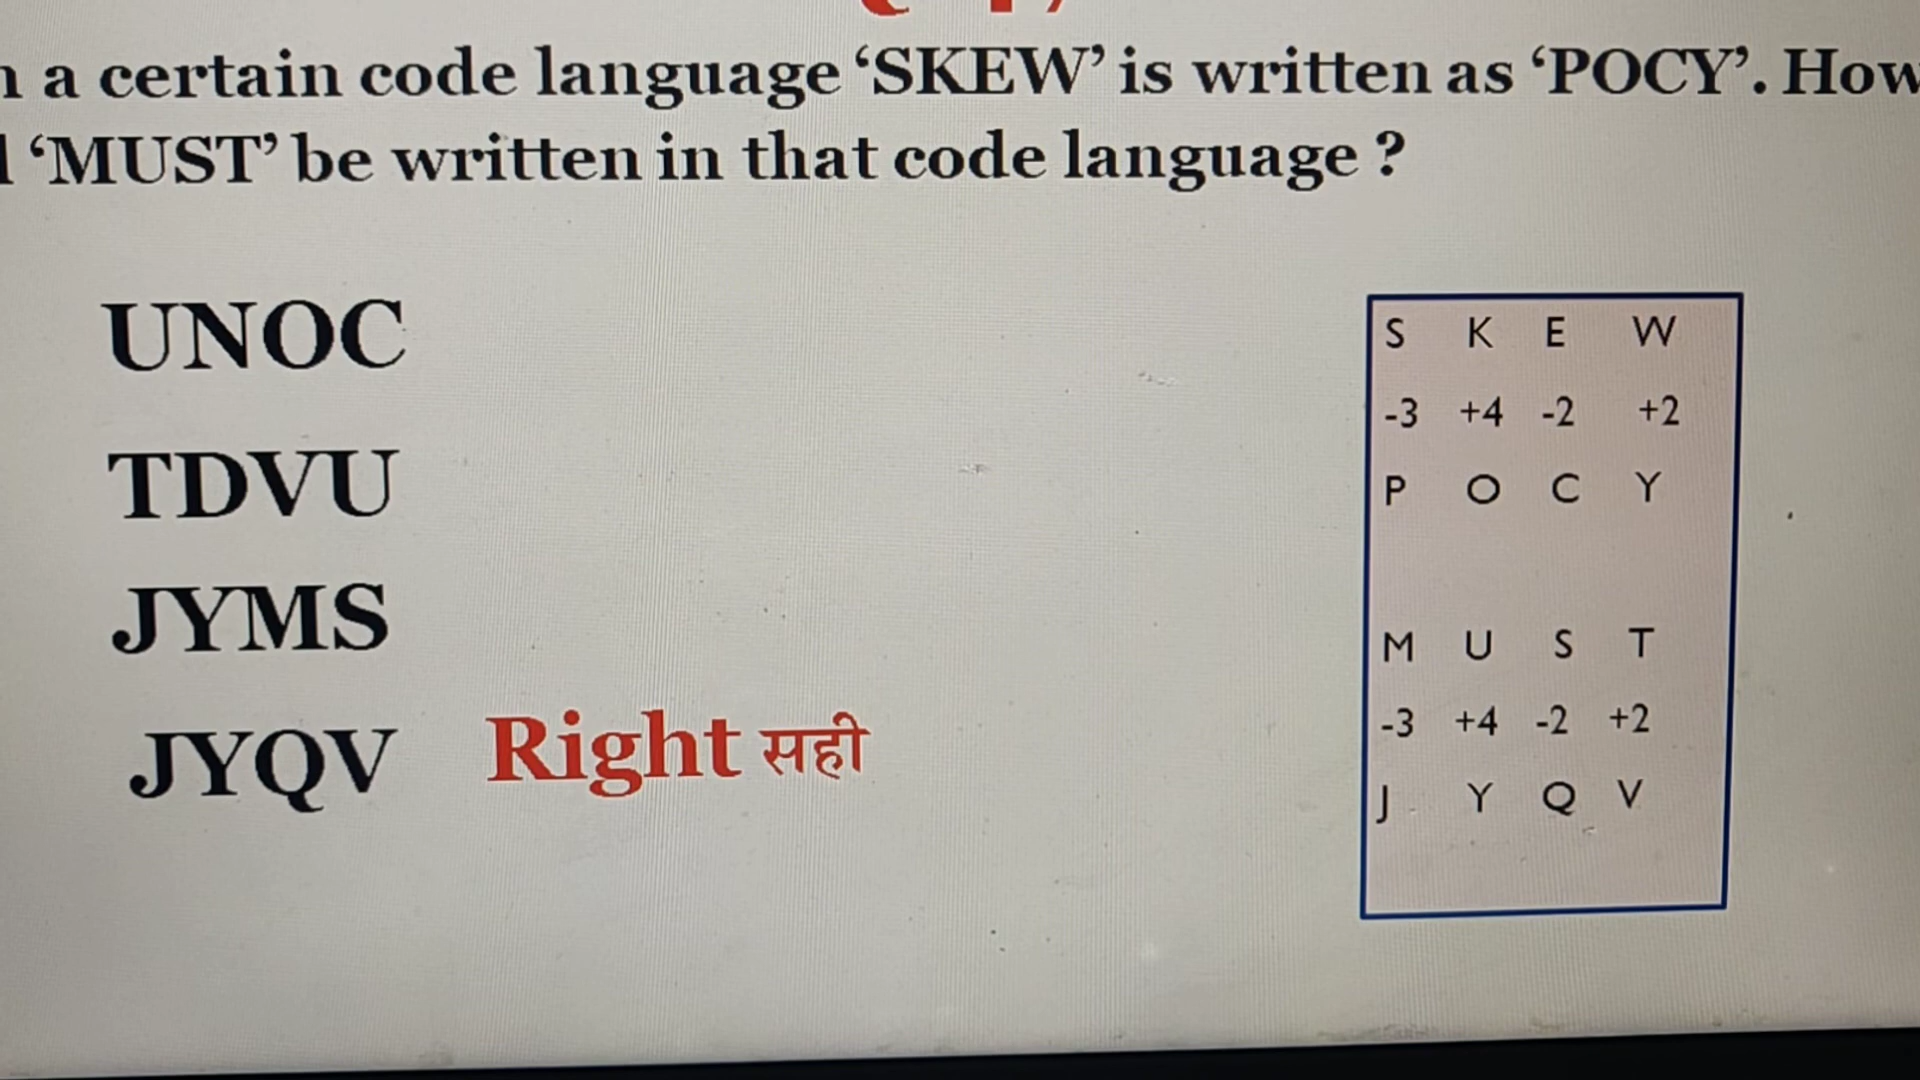 a certain code language ‘SKEW’ is written as ‘POCY’. How
‘MUST’ be written in that code language ?
UNOC
TDVU
JYMS
JYQV Right सही
S K E W
-3 +4 -2 +2
P O C Y
M U S T
-3 +4 -2 +2
J Y Q V